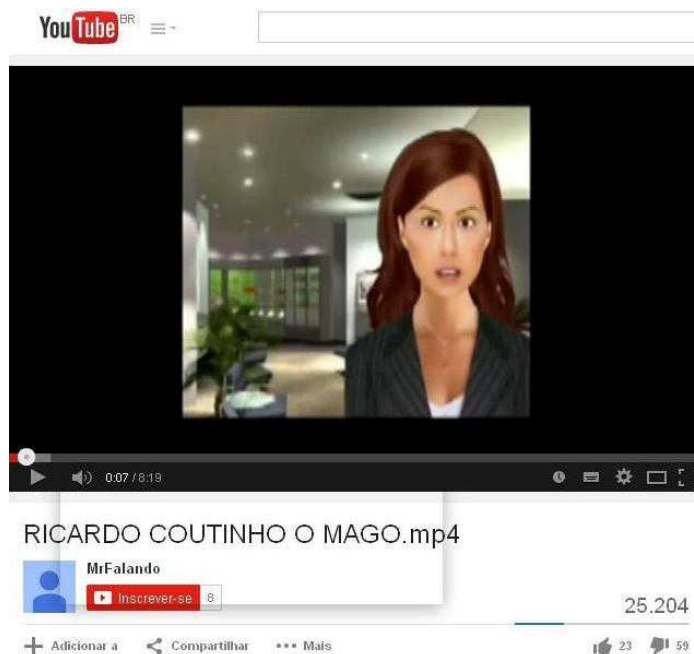 YouTube BR
0:07 / 8:19
RICARDO COUTINHO O MAGO.mp4
MrFalando
Inscrever-se 8
25.204
Adicionar a Compartilhar Mais 23 59